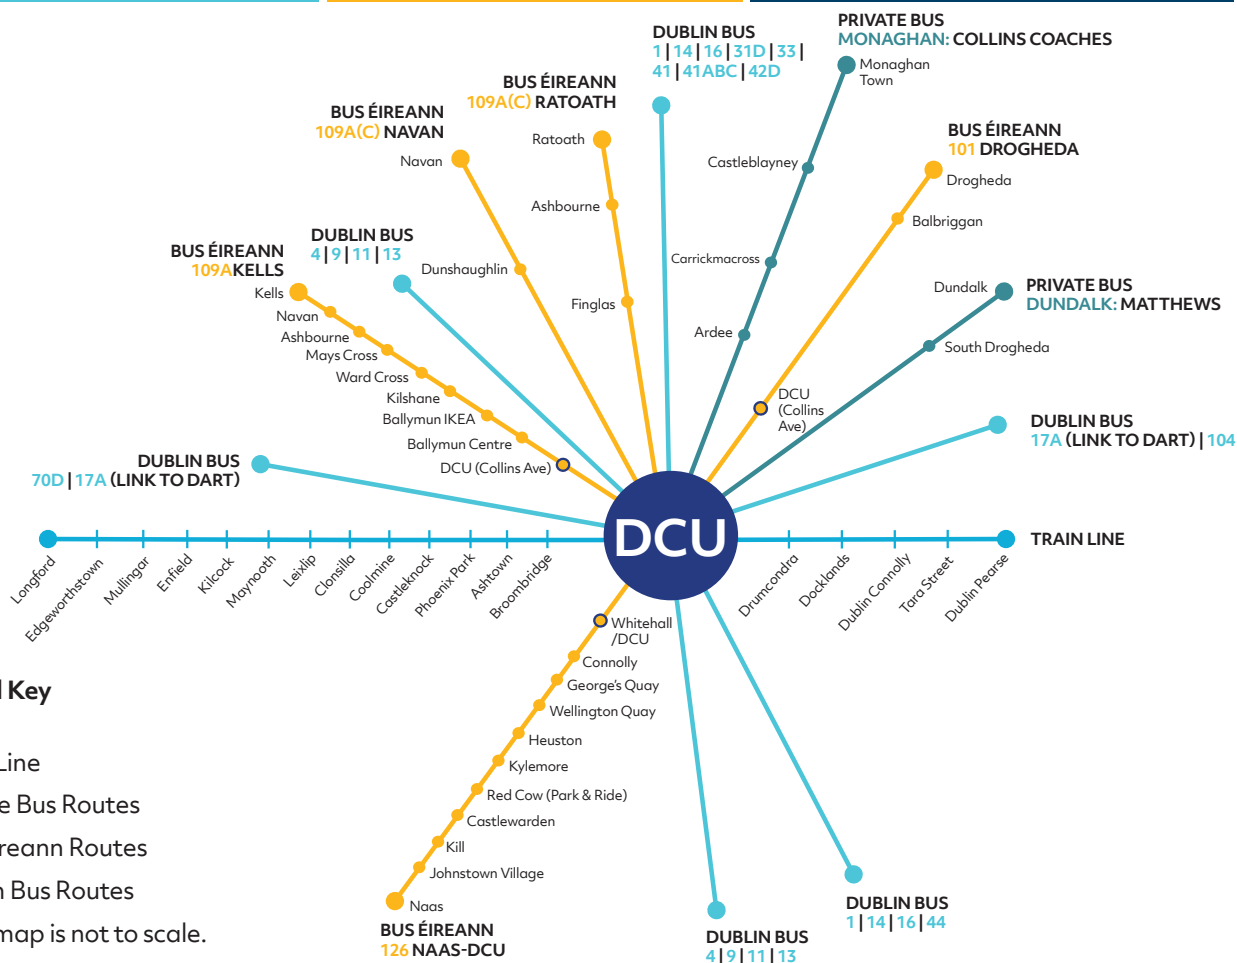 DUBLIN BUS
1 | 14 | 16 | 31D | 33 |
41 | 41ABC | 42D
PRIVATE BUS
MONAGHAN: COLLINS COACHES
Monaghan
Town
Castleblayney
Carrickmacross
Ardee
BUS ÉIREANN
109A(C) RATOATH
Ratoath
Ashbourne
Finglas
BUS ÉIREANN
109A(C) NAVAN
Navan
Dunshaughlin
BUS ÉIREANN
101 DROGHEDA
Drogheda
Balbriggan
DCU
(Collins
Ave)
DUBLIN BUS
4 | 9 | 11 | 13
BUS ÉIREANN
109AKELLS
Kells
Navan
Ashbourne
Mays Cross
Ward Cross
Kilshane
Ballymun IKEA
Ballymun Centre
DCU (Collins Ave)
Dundalk
PRIVATE BUS
DUNDALK: MATTHEWS
South Drogheda
DUBLIN BUS
17A (LINK TO DART) | 104
DUBLIN BUS
70D | 17A (LINK TO DART)
DCU
TRAIN LINE
Longford
Edgeworthstown
Mullingar
Enfield
Kilcock
Maynooth
Leixlip
Clonsilla
Coolmine
Castleknock
Phoenix Park
Ashtown
Broombridge
Drumcondra
Docklands
Dublin Connolly
Tara Street
Dublin Pearse
Whitehall
/DCU
Connolly
George's Quay
Wellington Quay
Heuston
Kylemore
Red Cow (Park & Ride)
Castlewarden
Kill
Johnstown Village
Naas
BUS ÉIREANN
126 NAAS-DCU
DUBLIN BUS
4 | 9 | 11 | 13
DUBLIN BUS
1 | 14 | 16 | 44
Key
Line
Bus Routes
reann Routes
Bus Routes
map is not to scale.